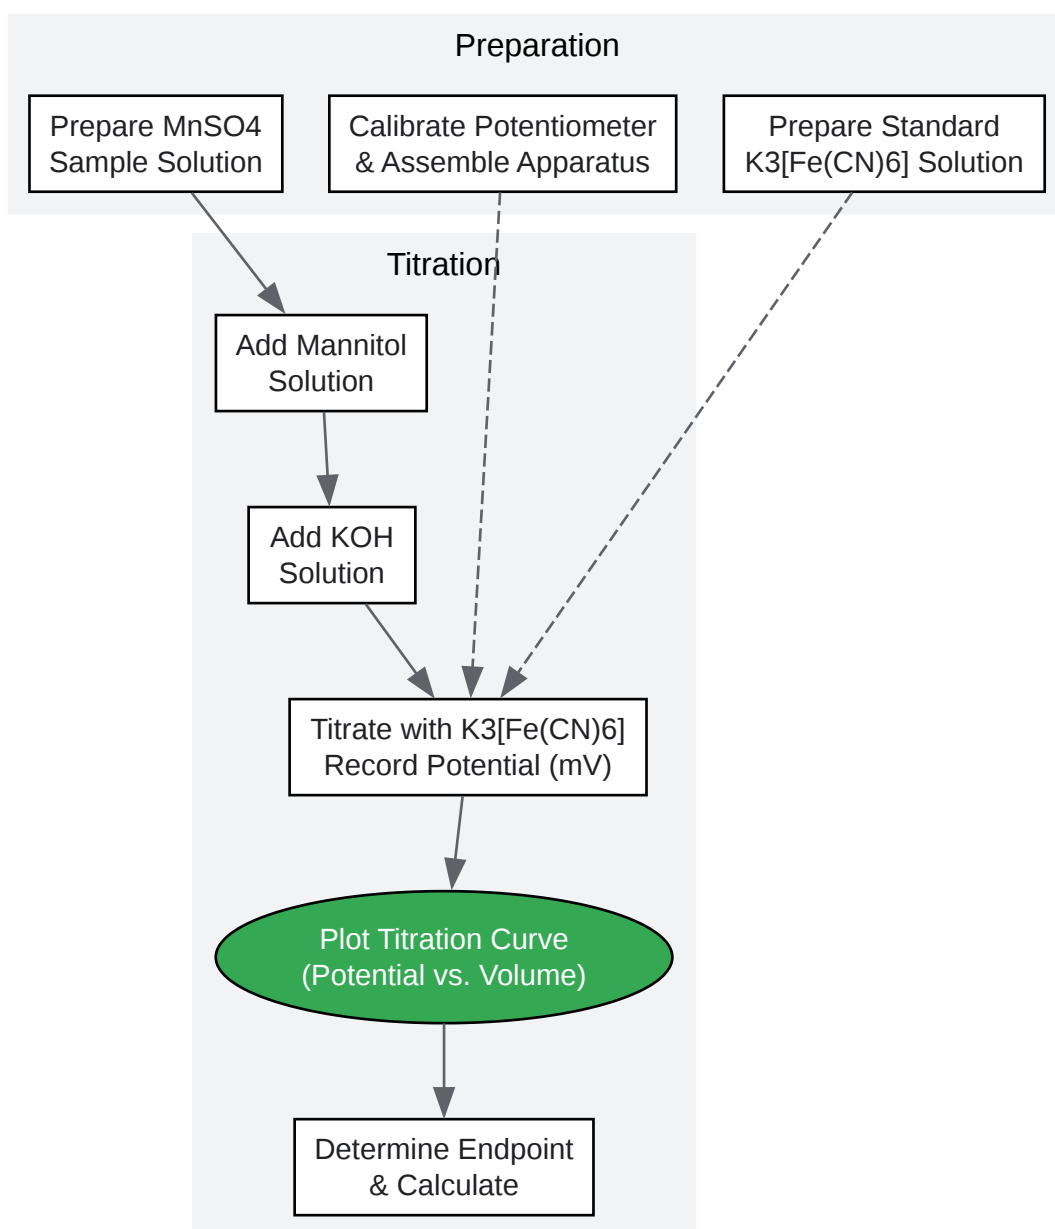 Preparation
Prepare MnSO4
Sample Solution
Calibrate Potentiometer
& Assemble Apparatus
Prepare Standard
K3[Fe(CN)6] Solution
Titration
Add Mannitol
Solution
Add KOH
Solution
Titrate with K3[Fe(CN)6]
Record Potential (mV)
Plot Titration Curve
(Potential vs. Volume)
Determine Endpoint
& Calculate